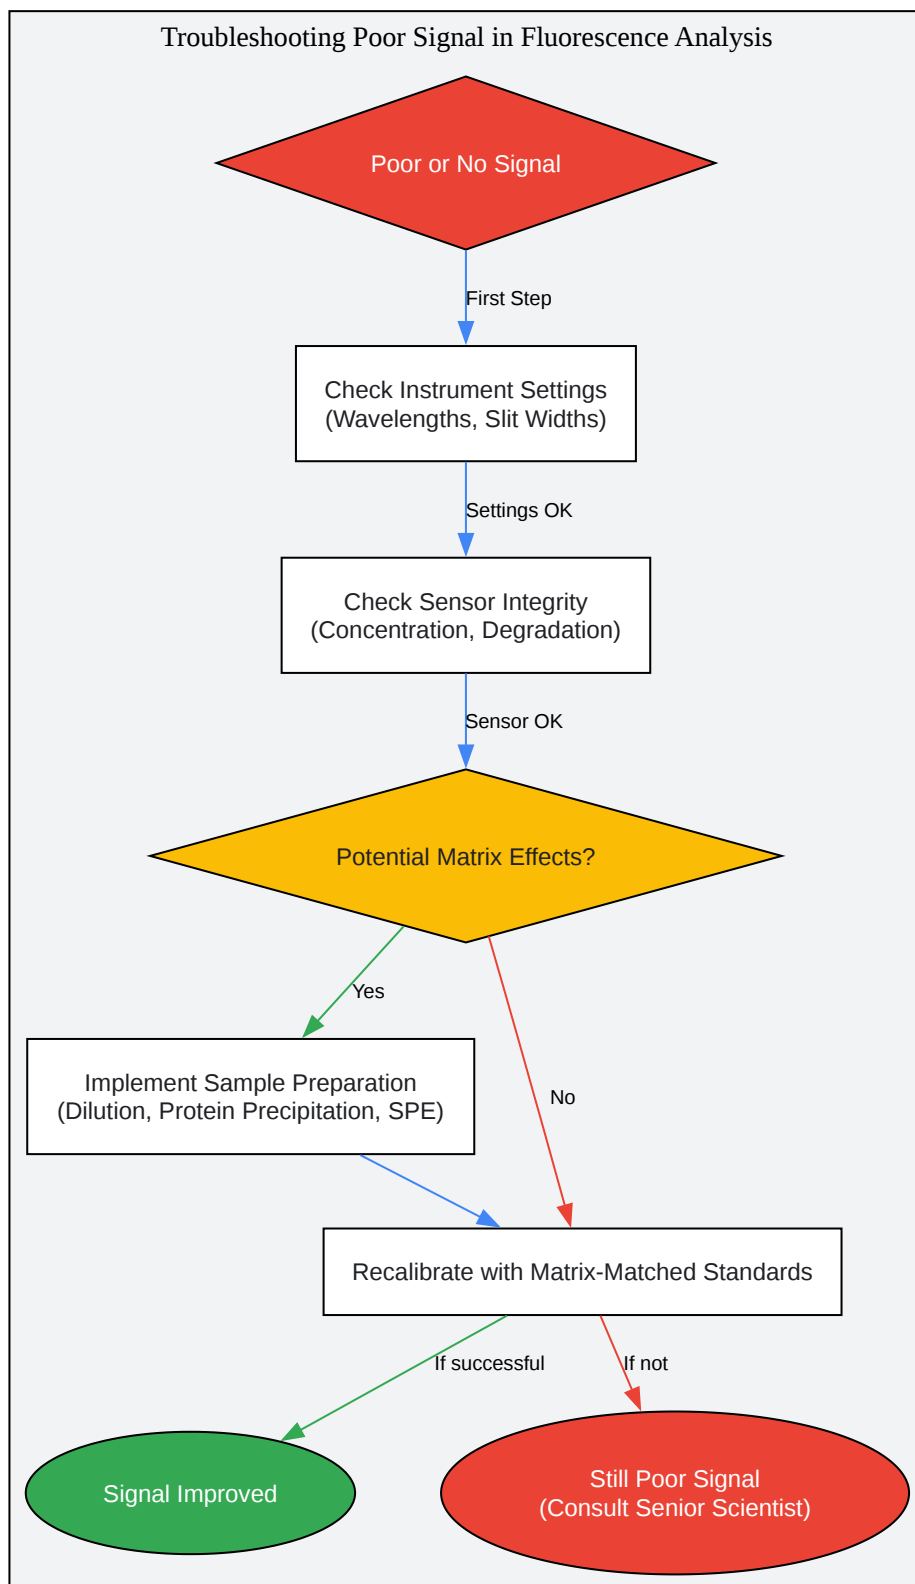 Troubleshooting Poor Signal in Fluorescence Analysis
Poor or No Signal
First Step
Check Instrument Settings
(Wavelengths, Slit Widths)
Settings OK
Check Sensor Integrity
(Concentration, Degradation)
Sensor OK
Potential Matrix Effects?
Yes
Implement Sample Preparation
(Dilution, Protein Precipitation, SPE)
No
Recalibrate with Matrix-Matched Standards
If successful
If not
Signal Improved
Still Poor Signal
(Consult Senior Scientist)